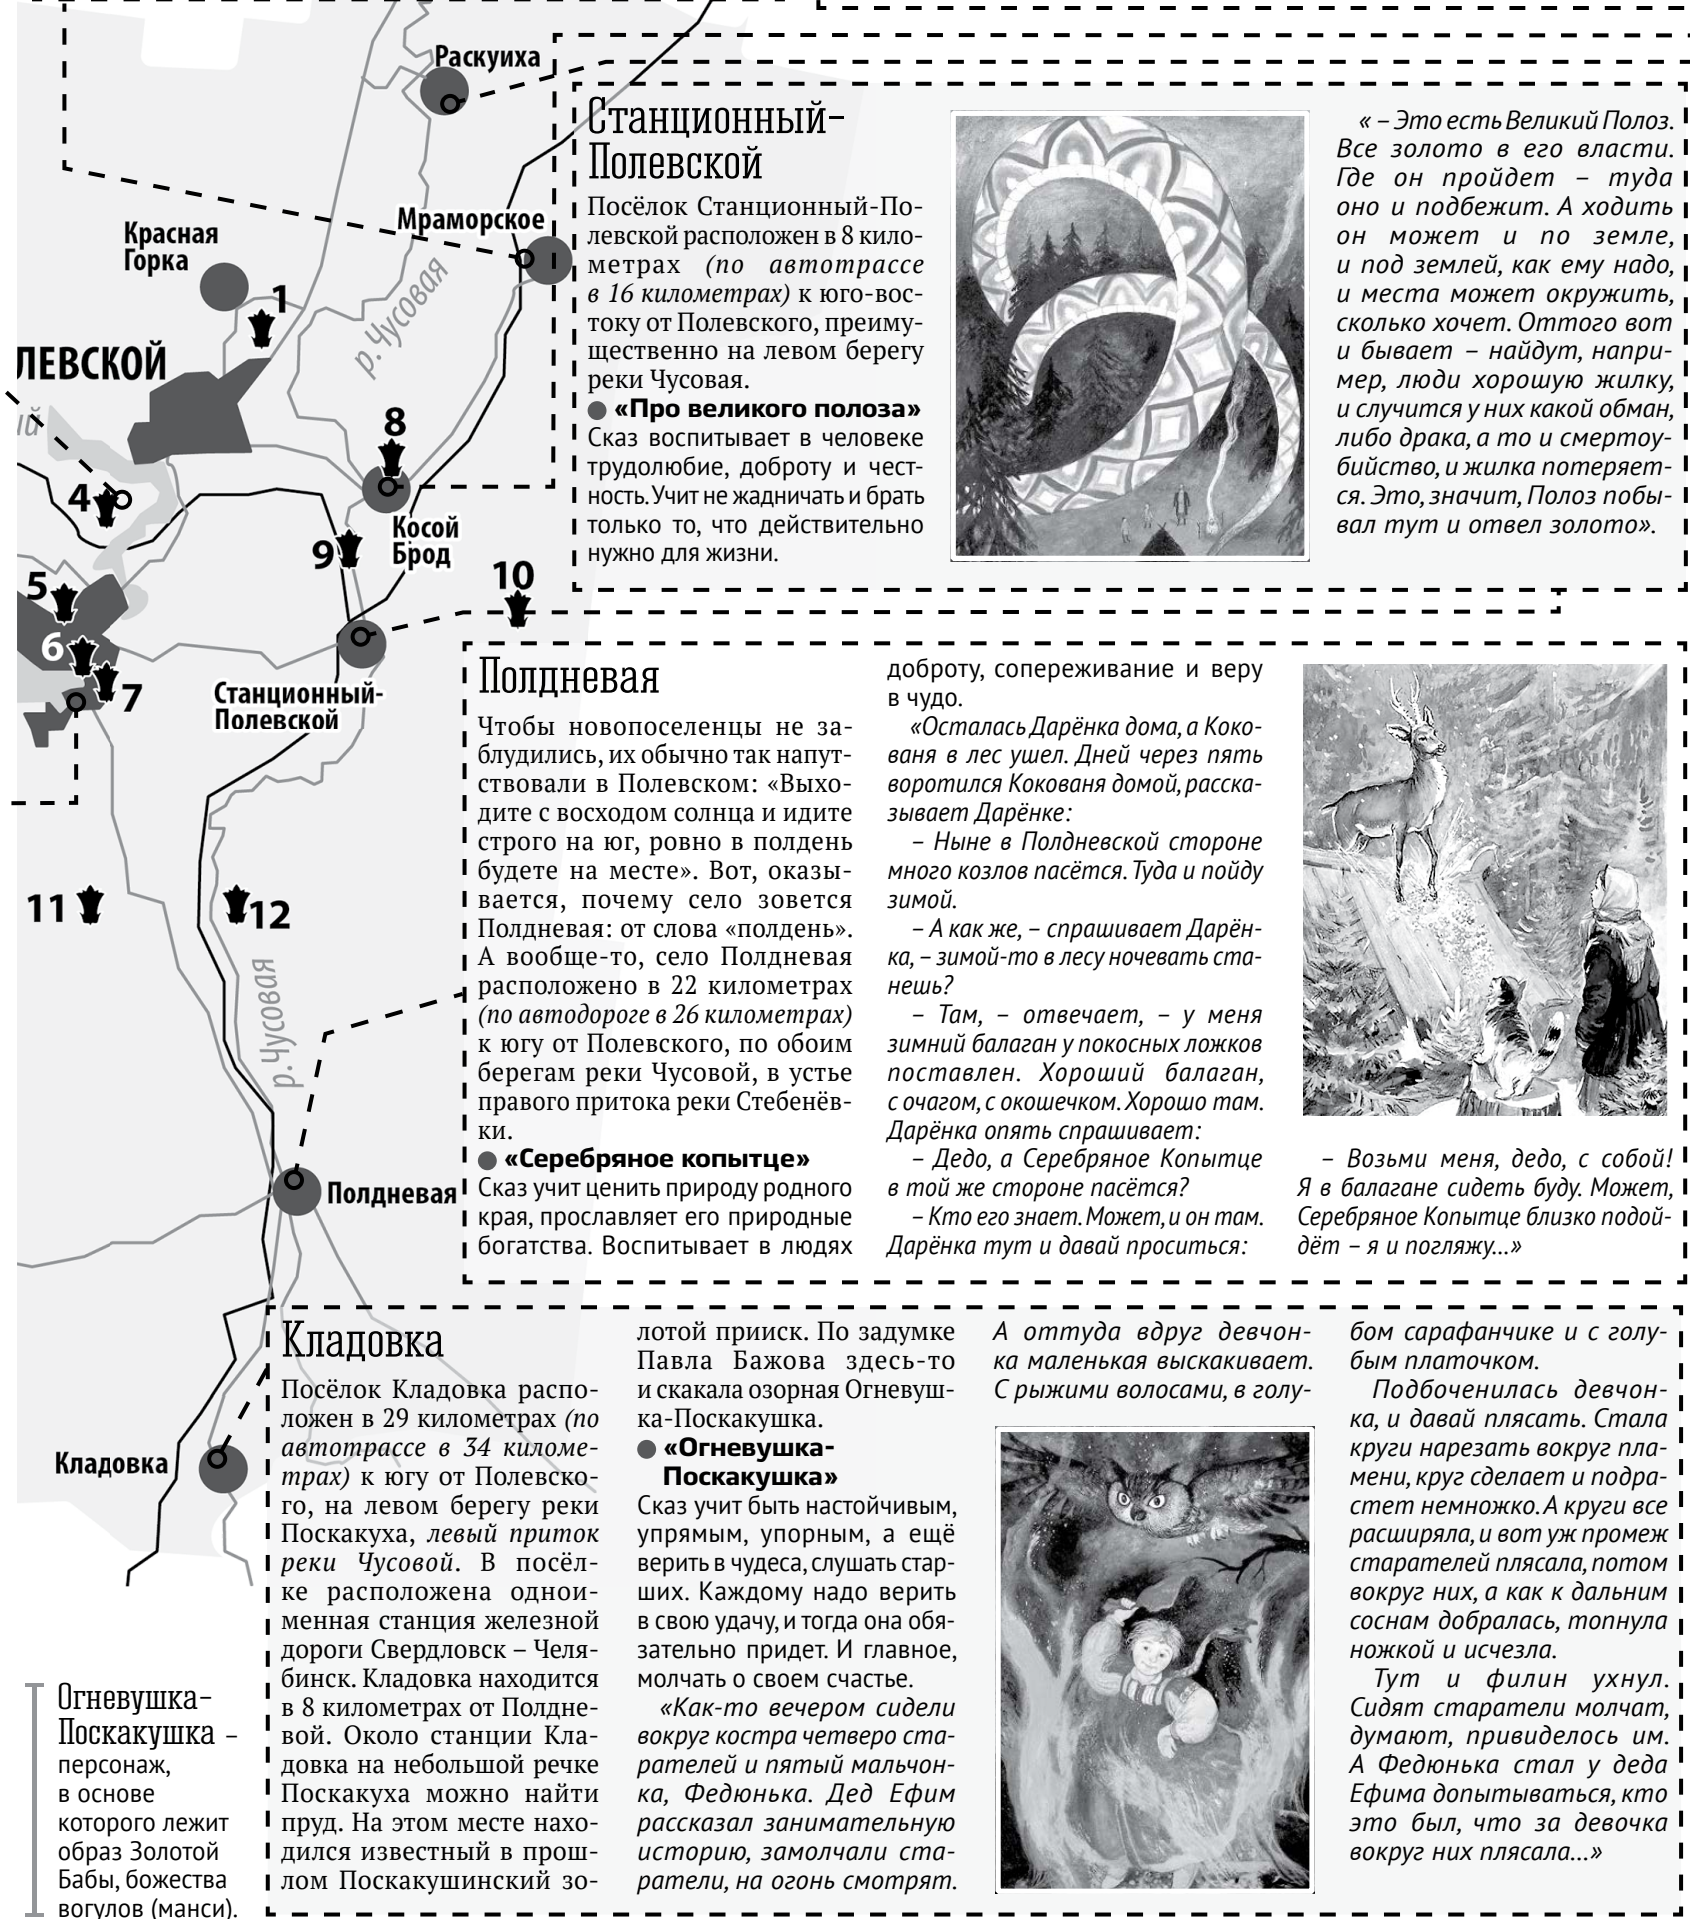 Раскуиха
Мраморское
Красная
Горка
1
р. Чусовая
ЛЕВСКОЙ
ий
8
4
Косой
Брод
9
10
5
6
7
Станционный-
Полевской
11
12
р. Чусовая
Полдневая
Кладовка
Станционный-
Полевской
Посёлок Станционный-По-
левской расположен в 8 кило-
метрах (по автотрассе
в 16 километрах) к юго-вос-
току от Полевского, преиму-
щественно на левом берегу
реки Чусовая.
«Про великого полоза»
Сказ воспитывает в человеке
трудолюбие, доброту и чест-
ность. Учит не жадничать и брать
только то, что действительно
нужно для жизни.
« – Это есть Великий Полоз.
Все золото в его власти.
Где он пройдет – туда
оно и подбежит. А ходить
он может и по земле,
и под землей, как ему надо,
и места может окружить,
сколько хочет. Оттого вот
и бывает – найдут, напри-
мер, люди хорошую жилку,
и случится у них какой обман,
либо драка, а то и смертоу-
бийство, и жилка потеряет-
ся. Это, значит, Полоз побы-
вал тут и отвел золото».
Полдневая
Чтобы новопоселенцы не за-
блудились, их обычно так напут-
ствовали в Полевском: «Выхо-
дите с восходом солнца и идите
строго на юг, ровно в полдень
будете на месте». Вот, оказы-
вается, почему село зовется
Полдневая: от слова «полдень».
А вообще-то, село Полдневая
расположено в 22 километрах
(по автодороге в 26 километрах)
к югу от Полевского, по обоим
берегам реки Чусовой, в устье
правого притока реки Стебенёв-
ки.
«Серебряное копытце»
Сказ учит ценить природу родного
края, прославляет его природные
богатства. Воспитывает в людях
доброту, сопереживание и веру
в чудо.
«Осталась Дарёнка дома, а Коко-
ваня в лес ушел. Дней через пять
воротился Кокованя домой, расска-
зывает Дарёнке:
– Ныне в Полдневской стороне
много козлов пасётся. Туда и пойду
зимой.
– А как же, – спрашивает Дарён-
ка, – зимой-то в лесу ночевать ста-
нешь?
– Там, – отвечает, – у меня
зимний балаган у покосных ложков
поставлен. Хороший балаган,
с очагом, с окошечком. Хорошо там.
Дарёнка опять спрашивает:
– Дедо, а Серебряное Копытце
в той же стороне пасётся?
– Кто его знает. Может, и он там.
Дарёнка тут и давай проситься:
– Возьми меня, дедо, с собой!
Я в балагане сидеть буду. Может,
Серебряное Копытце близко подой-
дёт – я и погляжу...»
Кладовка
Посёлок Кладовка распо-
ложен в 29 километрах (по
автотрассе в 34 киломе-
трах) к югу от Полевско-
го, на левом берегу реки
Поскакуха, левый приток
реки Чусовой. В посёл-
ке расположена однои-
менная станция железной
дороги Свердловск – Челя-
бинск. Кладовка находится
в 8 километрах от Полдне-
вой. Около станции Кла-
довка на небольшой речке
Поскакуха можно найти
пруд. На этом месте нахо-
дился известный в прош-
лом Поскакушинский зо-
лотой прииск. По задумке
Павла Бажова здесь-то
и скакала озорная Огневуш-
ка-Поскакушка.
«Огневушка-
Поскакушка»
Сказ учит быть настойчивым,
упрямым, упорным, а ещё
верить в чудеса, слушать стар-
ших. Каждому надо верить
в свою удачу, и тогда она обя-
зательно придет. И главное,
молчать о своем счастье.
«Как-то вечером сидели
вокруг костра четверо ста-
рателей и пятый мальчон-
ка, Федюнька. Дед Ефим
рассказал занимательную
историю, замолчали ста-
ратели, на огонь смотрят.
А оттуда вдруг девчон-
ка маленькая выскакивает.
С рыжими волосами, в голу-
бом сарафанчике и с голу-
бым платочком.
Подбоченилась девчон-
ка, и давай плясать. Стала
круги нарезать вокруг пла-
мени, круг сделает и подра-
стет немножко. А круги все
расширяла, и вот уж промеж
старателей плясала, потом
вокруг них, а как к дальним
соснам добралась, топнула
ножкой и исчезла.
Тут и филин ухнул.
Сидят старатели молчат,
думают, привиделось им.
А Федюнька стал у деда
Ефима допытываться, кто
это был, что за девочка
вокруг них плясала...»
Огневушка-
Поскакушка –
персонаж,
в основе
которого лежит
образ Золотой
Бабы, божества
вогулов (манси).